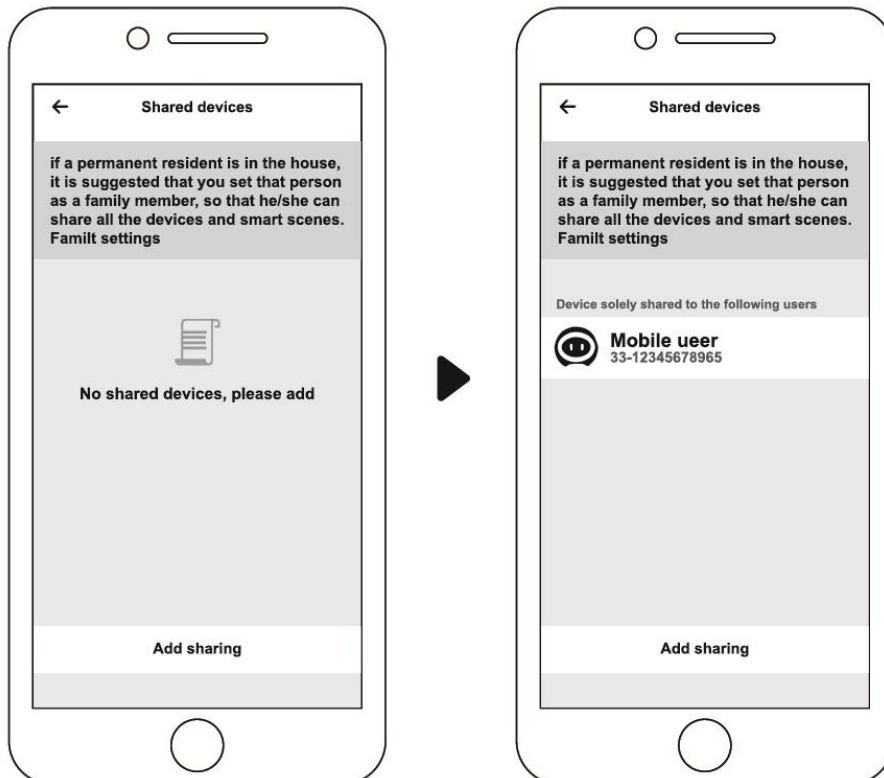 Shared devices
if a permanent resident is in the house,
it is suggested that you set that person
as a family member, so that he/she can
share all the devices and smart scenes.
Familt settings
No shared devices, please add
Add sharing
Shared devices
if a permanent resident is in the house,
it is suggested that you set that person
as a family member, so that he/she can
share all the devices and smart scenes.
Familt settings
Device solely shared to the following users
Mobile ueer
33-12345678965
Add sharing